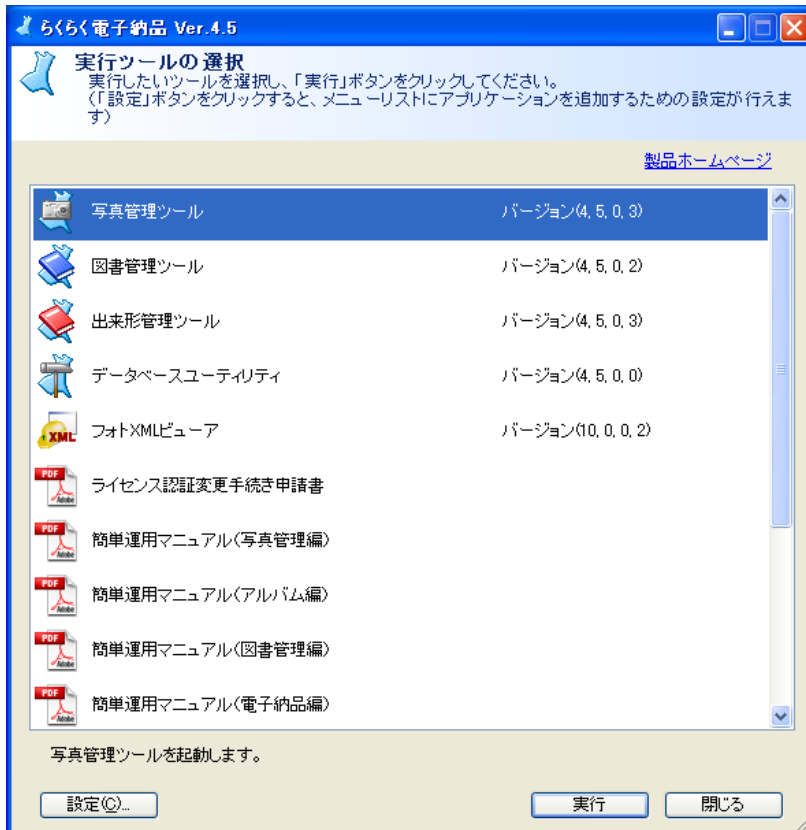 らくらく電子納品 Ver.4.5
実行ツールの選択
実行したいツールを選択し、「実行」ボタンをクリックしてください。
(「設定」ボタンをクリックすると、メニューリストにアプリケーションを追加するための設定が行えま
す)
製品ホームページ
写真管理ツール バージョン(4, 5, 0, 3)
図書管理ツール バージョン(4, 5, 0, 2)
出来形管理ツール バージョン(4, 5, 0, 3)
データベースユーティリティ バージョン(4, 5, 0, 0)
XML フォトXMLビューア バージョン(10, 0, 0, 2)
PDF Adobe ライセンス認証変更手続き申請書
PDF Adobe 簡単運用マニュアル(写真管理編)
PDF Adobe 簡単運用マニュアル(アルバム編)
PDF Adobe 簡単運用マニュアル(図書管理編)
PDF Adobe 簡単運用マニュアル(電子納品編)
写真管理ツールを起動します。
設定(C)... 実行 閉じる